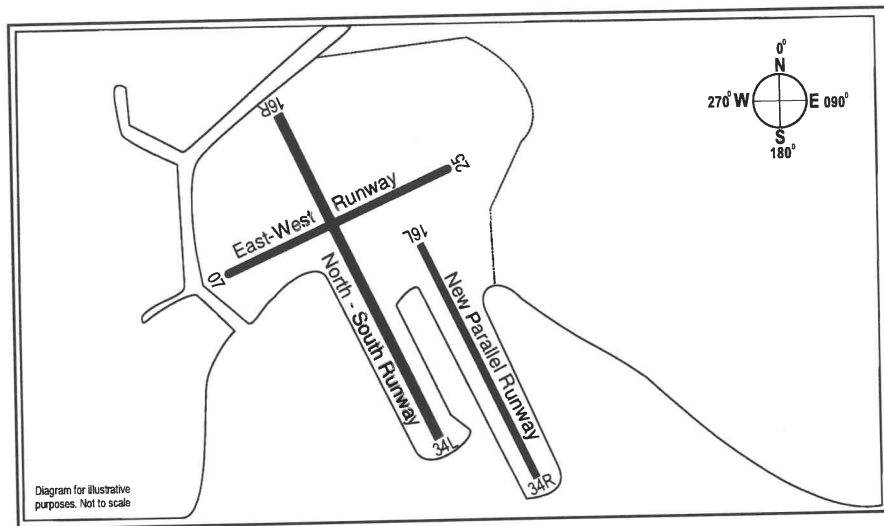 0°
N
270° W E 090°
S
180°
16R
25
East-West Runway
16L
07
North - South Runway
New Parallel Runway
34L
34R
Diagram for illustrative
purposes. Not to scale